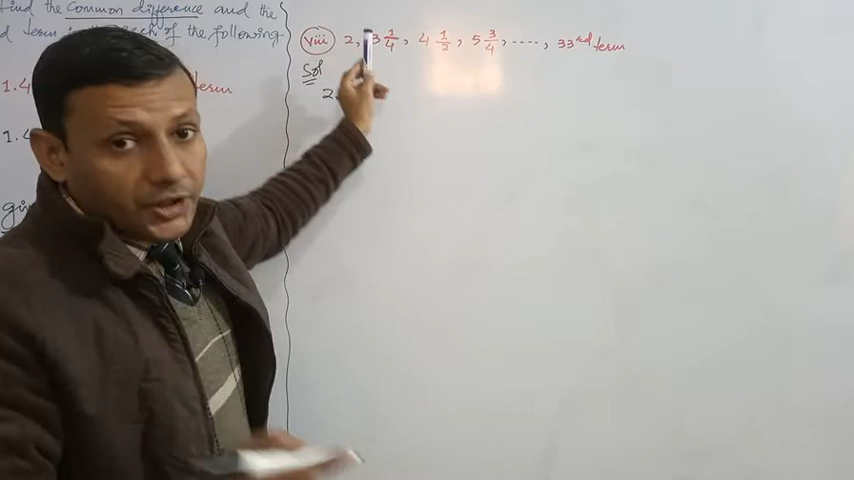 find the Common difference and the
term in each of the following
(viii) 2, 3 1/4, 4 1/2, 5 3/4, ...., 33rd term
Sol
1.4 term
2
1.4
give